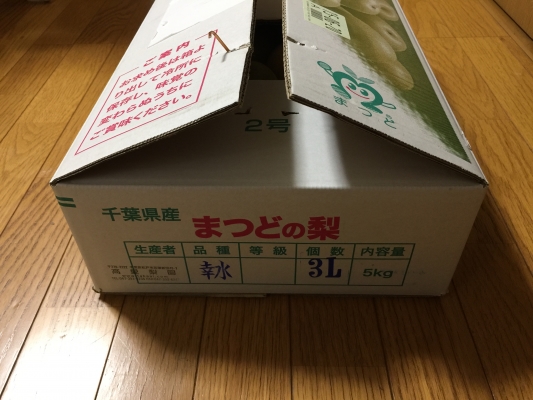 ご案内
お求め後は箱よ
り出して冷所に
保存し、味覚の
変わらぬうちに
ご賞味ください。
まつど
2号
千葉県産
まつどの梨
生産者 品種 等級 個数 内容量
幸水 3L 5kg